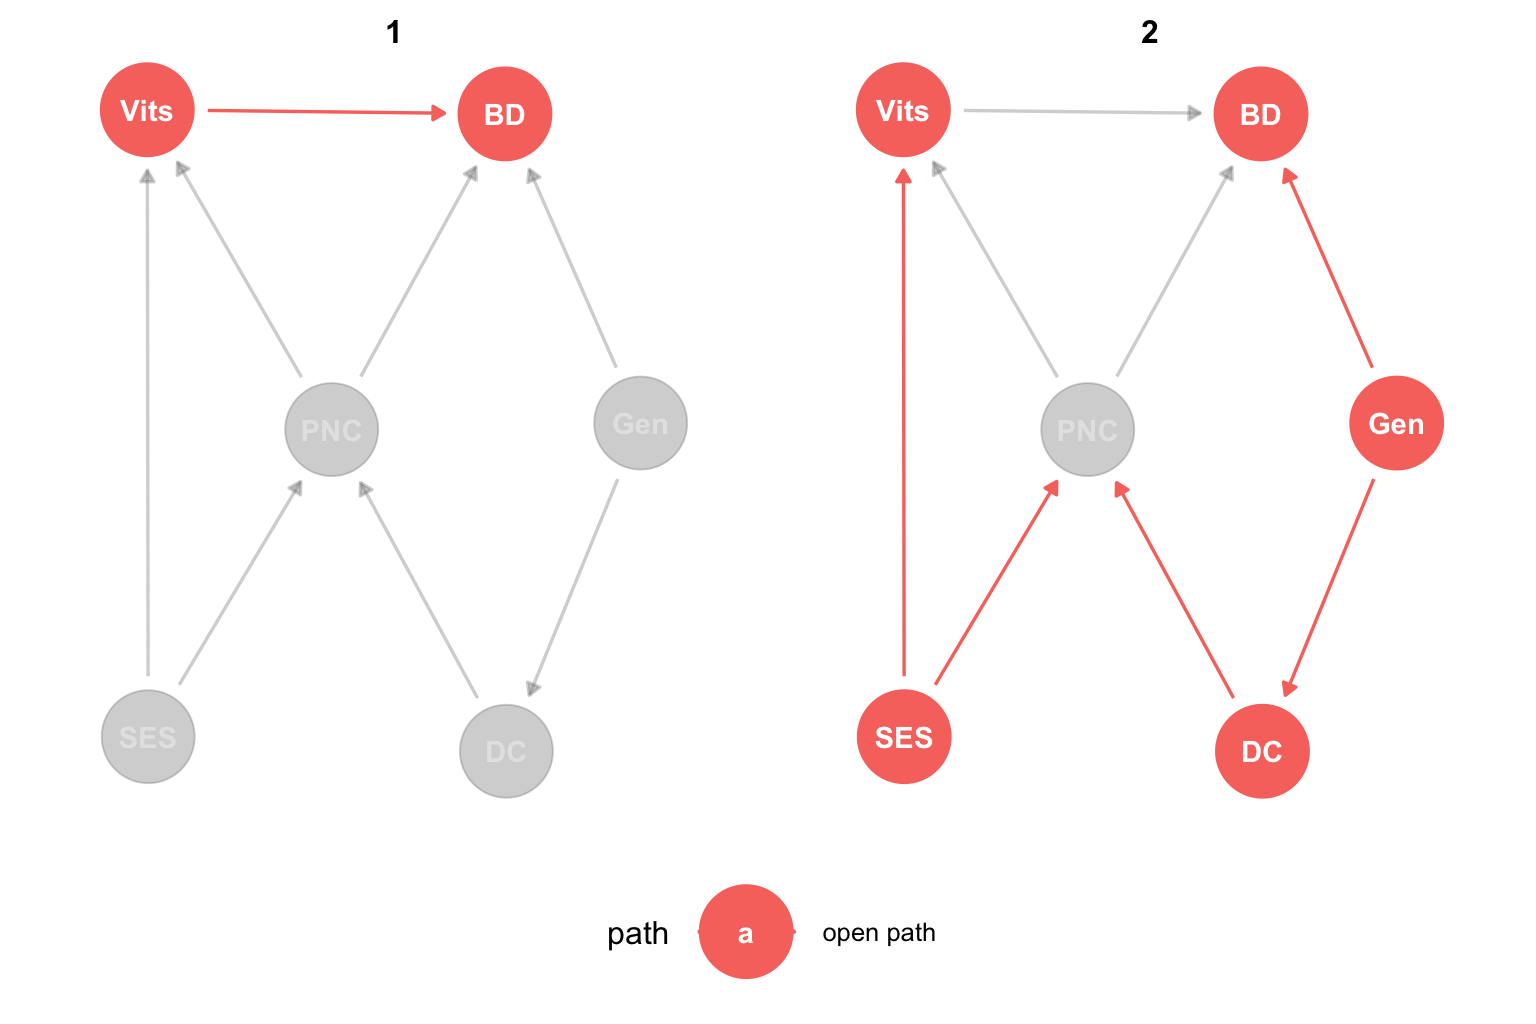 1
Vits
BD
PNC
Gen
SES
DC
2
Vits
BD
PNC
Gen
SES
DC
path a open path